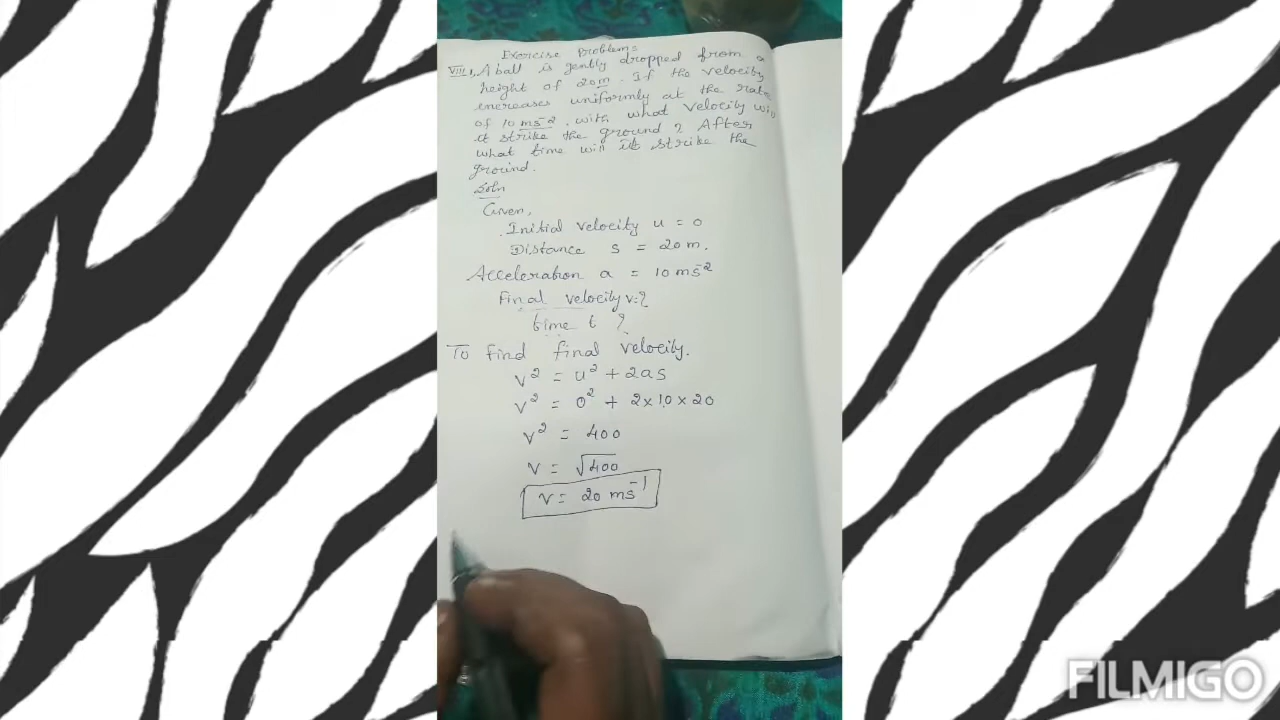 Exercise Problems
VIII 1, A ball is gently dropped from a
height of 20m. If the velocity
increases uniformly at the rate
of 10 ms-2, with what velocity will
it strike the ground? After
what time will it strike the
ground.
Soln
Given,
Initial velocity u = 0
Distance s = 20 m.
Acceleration a = 10 ms-2
Final velocity v=?
time t ?
To find final velocity.
v² = u² + 2as
v² = 0² + 2×10×20
v² = 400
v = √400
v = 20 ms-1
FILMIGO